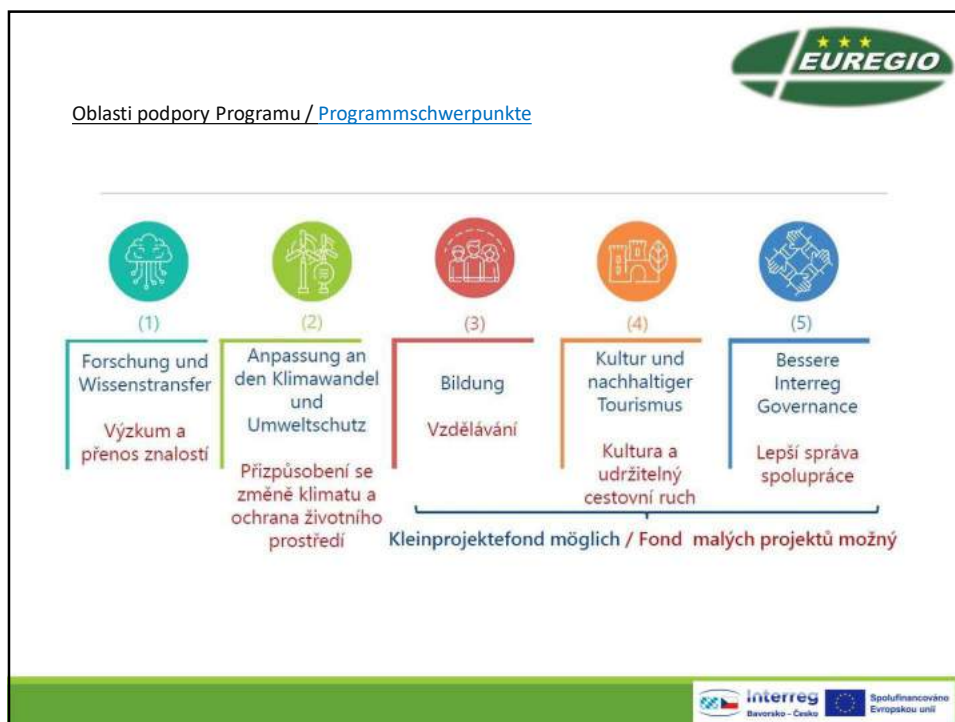 EUREGIO
Oblasti podpory Programu / Programmschwerpunkte
(1)
Forschung und
Wissenstransfer
Výzkum a
přenos znalostí
(2)
Anpassung an
den Klimawandel
und
Umweltschutz
Přizpůsobení se
změně klimatu a
ochrana životního
prostředí
(3)
Bildung
Vzdělávání
(4)
Kultur und
nachhaltiger
Tourismus
Kultura a
udržitelný
cestovní ruch
(5)
Bessere
Interreg
Governance
Lepší správa
spolupráce
Kleinprojektefond möglich / Fond malých projektů možný
Interreg
Bavorsko – Česko
Spolufinancováno
Evropskou unií